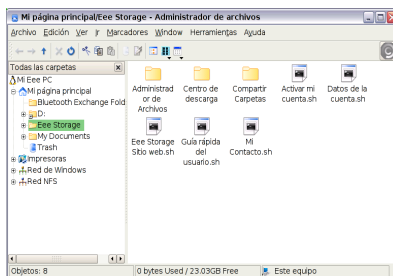 Mi página principal/Eee Storage - Administrador de archivos
Archivo Edición Ver Ir Marcadores Window Herramientas Ayuda
Todas las carpetas
Mi Eee PC
Mi página principal
Bluetooth Exchange Fold
D:
Eee Storage
My Documents
Trash
Impresoras
Red de Windows
Red NFS
Administrad
or de
Archivos
Centro de
descarga
Compartir
Carpetas
Activar mi
cuenta.sh
Datos de la
cuenta.sh
Eee Storage
Sitio web.sh
Guía rápida
del
usuario.sh
Mi
Contacto.sh
Objetos: 8
0 bytes Used / 23.03GB Free
Este equipo